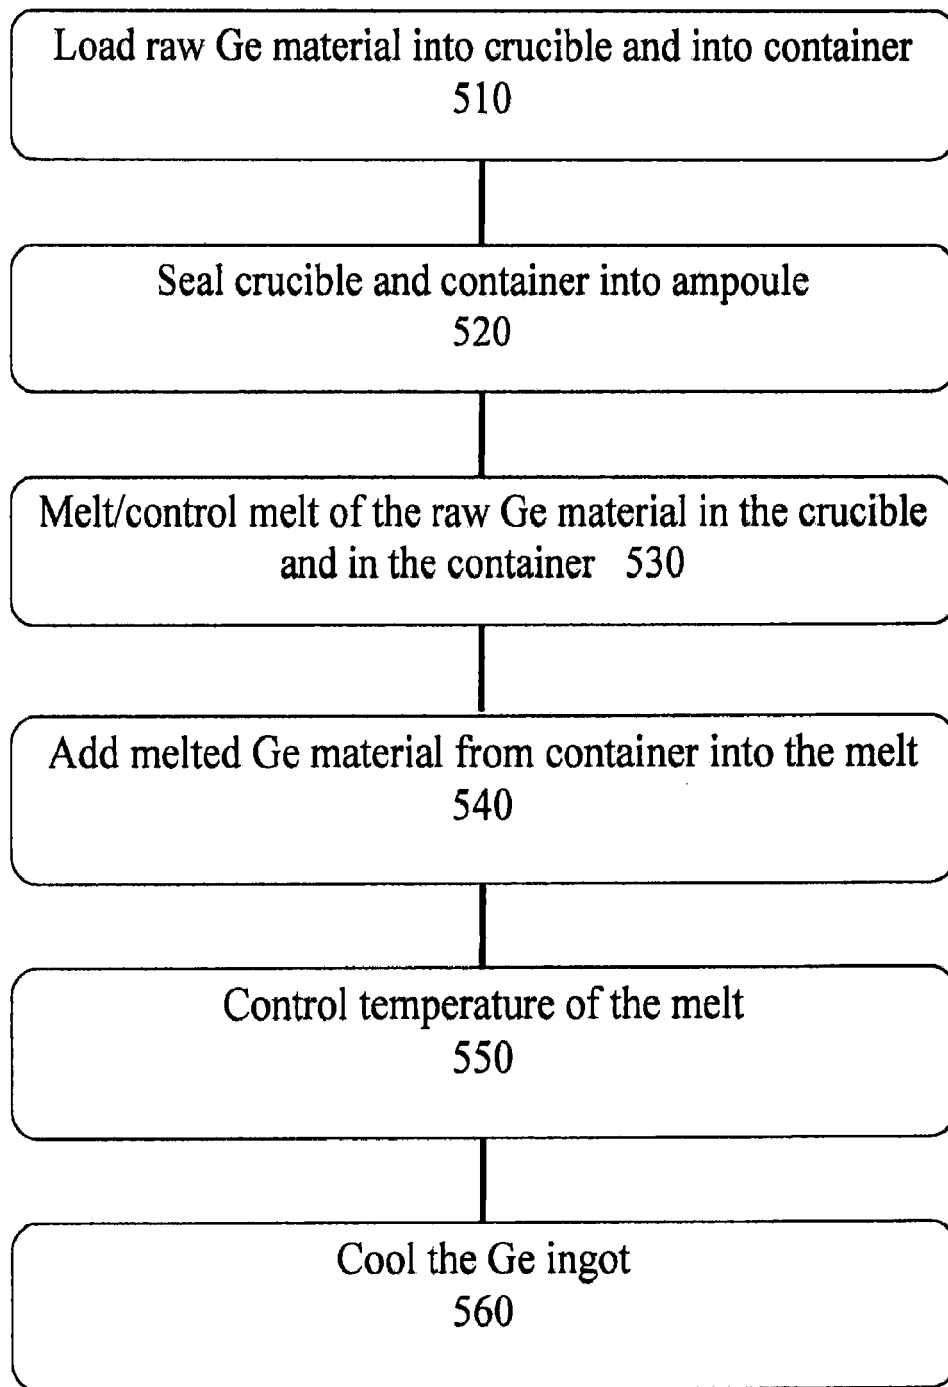 Load raw Ge material into crucible and into container
510
Seal crucible and container into ampoule
520
Melt/control melt of the raw Ge material in the crucible
and in the container 530
Add melted Ge material from container into the melt
540
Control temperature of the melt
550
Cool the Ge ingot
560